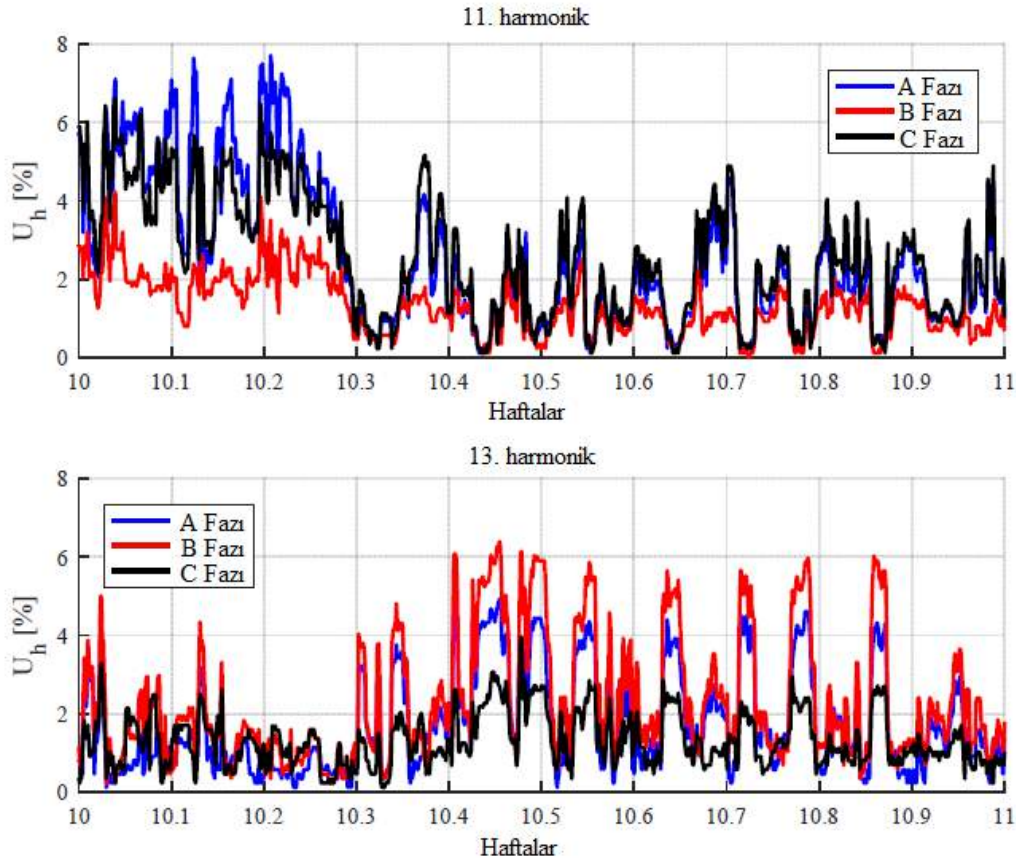 11. harmonik
8
6
4
2
0
U_h [%]
A Fazı
B Fazı
C Fazı
10 10.1 10.2 10.3 10.4 10.5 10.6 10.7 10.8 10.9 11
Haftalar
13. harmonik
8
6
4
2
0
U_h [%]
A Fazı
B Fazı
C Fazı
10 10.1 10.2 10.3 10.4 10.5 10.6 10.7 10.8 10.9 11
Haftalar